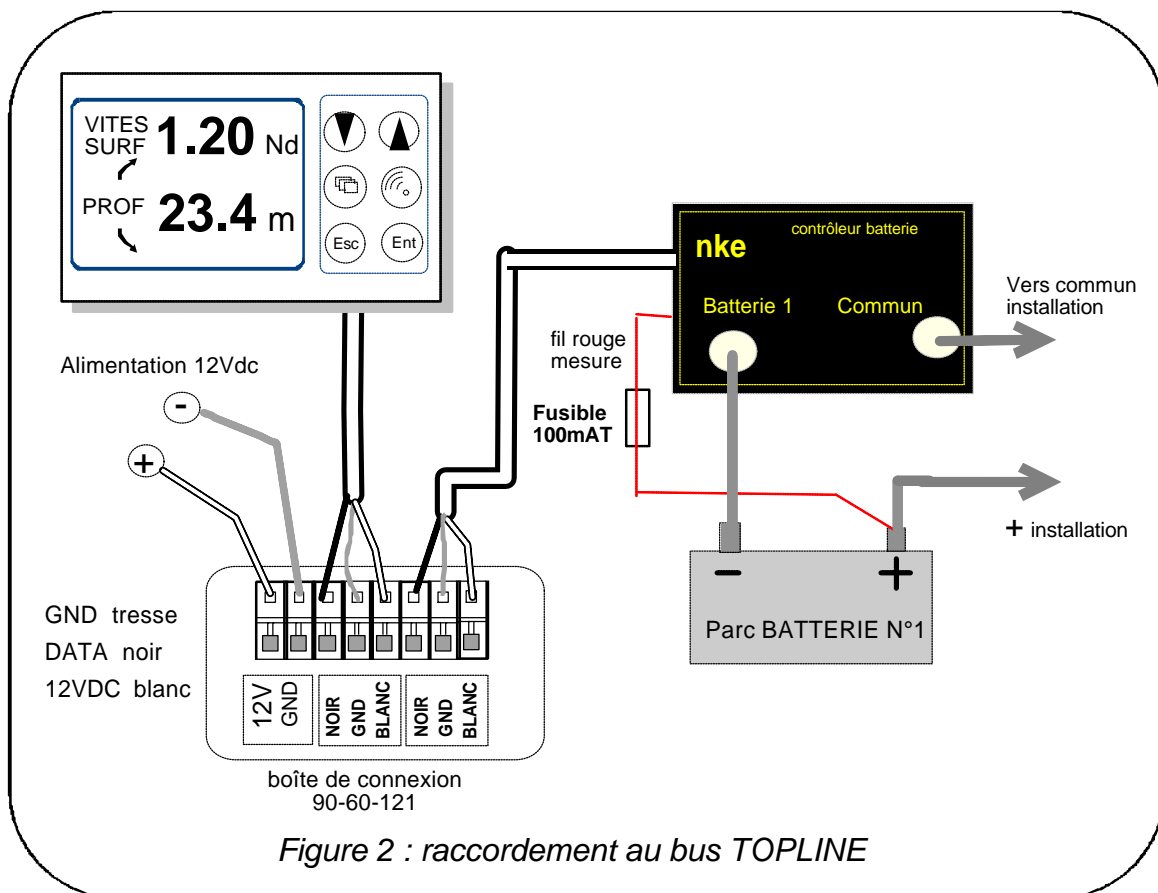 VITES
SURF 1.20 Nd
PROF 23.4 m
Esc Ent
nke
contrôleur batterie
Batterie 1 Commun
Vers commun
installation
fil rouge
mesure
Fusible
100mAT
Alimentation 12Vdc
-
+
+ installation
- +
Parc BATTERIE N°1
GND tresse
DATA noir
12VDC blanc
12V
GND
NOIR
GND
BLANC
NOIR
GND
BLANC
boîte de connexion
90-60-121
Figure 2 : raccordement au bus TOPLINE